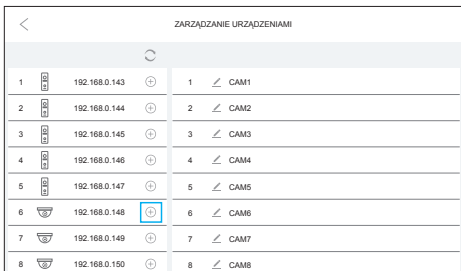 ZARZĄDZANIE URZĄDZENIAMI
1 192.168.0.143 1 CAM1
2 192.168.0.144 2 CAM2
3 192.168.0.145 3 CAM3
4 192.168.0.146 4 CAM4
5 192.168.0.147 5 CAM5
6 192.168.0.148 6 CAM6
7 192.168.0.149 7 CAM7
8 192.168.0.150 8 CAM8